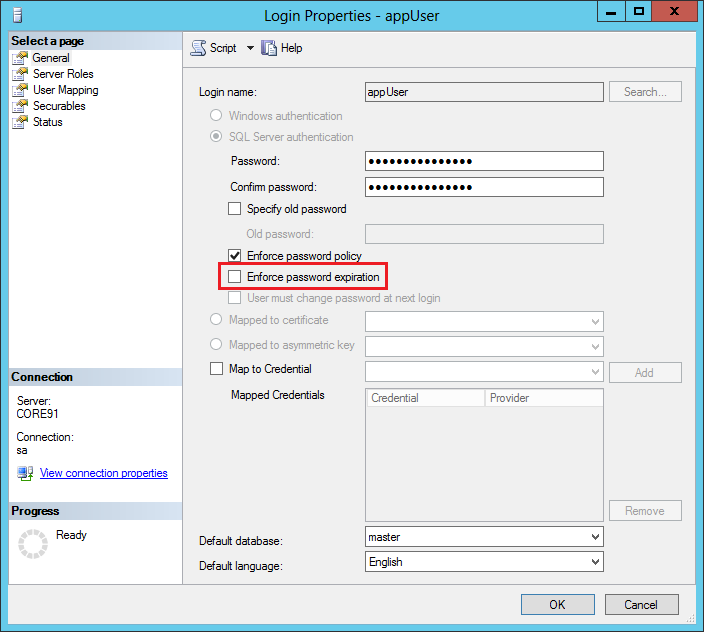 Login Properties - appUser
Select a page
General
Server Roles
User Mapping
Securables
Status
Script
Help
Login name:
appUser
Search...
Windows authentication
SQL Server authentication
Password:
●●●●●●●●●●●●●●●
Confirm password:
●●●●●●●●●●●●●●●
Specify old password
Old password:
Enforce password policy
Enforce password expiration
User must change password at next login
Mapped to certificate
Mapped to asymmetric key
Map to Credential
Add
Mapped Credentials
Credential
Provider
Remove
Default database:
master
Default language:
English
Connection
Server:
CORE91
Connection:
sa
View connection properties
Progress
Ready
OK
Cancel